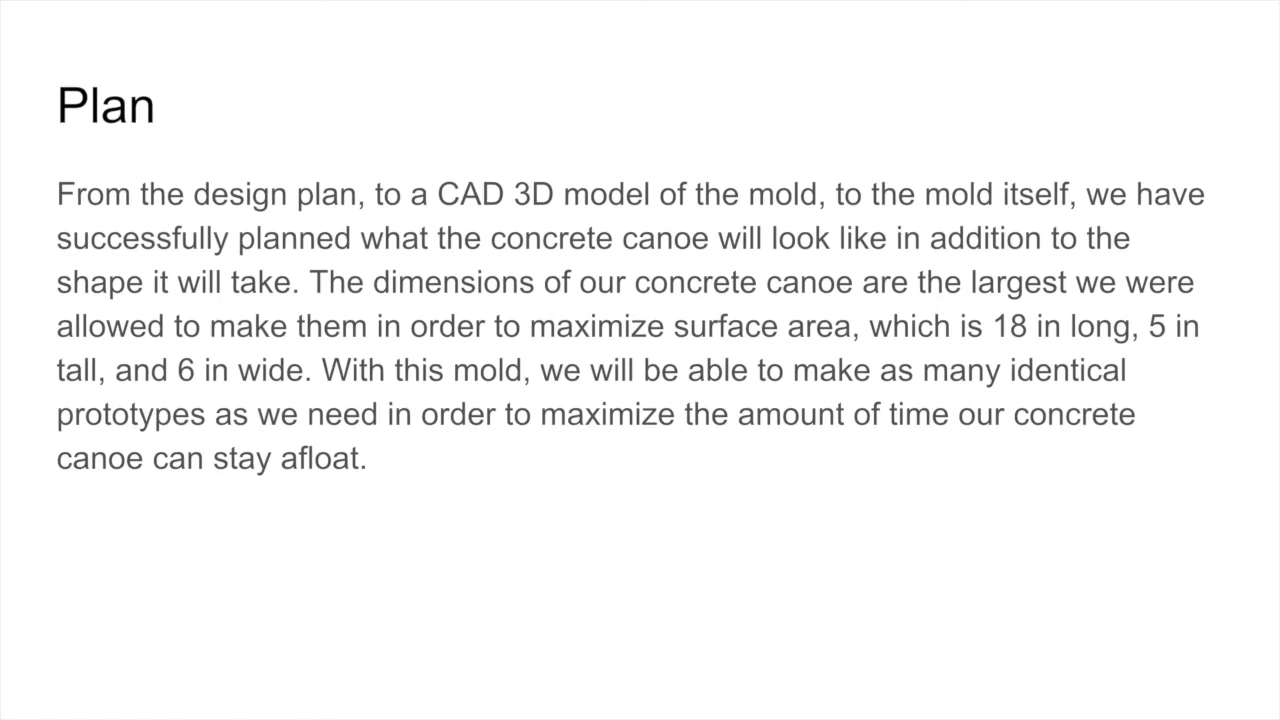 Plan
From the design plan, to a CAD 3D model of the mold, to the mold itself, we have
successfully planned what the concrete canoe will look like in addition to the
shape it will take. The dimensions of our concrete canoe are the largest we were
allowed to make them in order to maximize surface area, which is 18 in long, 5 in
tall, and 6 in wide. With this mold, we will be able to make as many identical
prototypes as we need in order to maximize the amount of time our concrete
canoe can stay afloat.